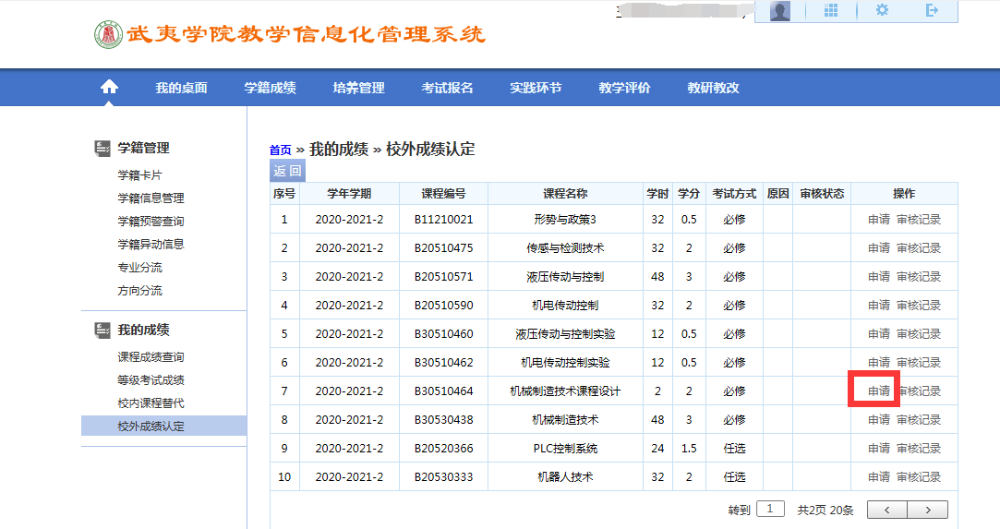 武夷学院教学信息化管理系统
我的桌面 学籍成绩 培养管理 考试报名 实践环节 教学评价 教研教改
学籍管理
学籍卡片
学籍信息管理
学籍预警查询
学籍异动信息
专业分流
方向分流
我的成绩
课程成绩查询
等级考试成绩
校内课程替代
校外成绩认定
首页 » 我的成绩 » 校外成绩认定
返 回
序号 学年学期 课程编号 课程名称 学时 学分 考试方式 原因 审核状态 操作
1 2020-2021-2 B11210021 形势与政策3 32 0.5 必修 申请 审核记录
2 2020-2021-2 B20510475 传感与检测技术 32 2 必修 申请 审核记录
3 2020-2021-2 B20510571 液压传动与控制 48 3 必修 申请 审核记录
4 2020-2021-2 B20510590 机电传动控制 32 2 必修 申请 审核记录
5 2020-2021-2 B30510460 液压传动与控制实验 12 0.5 必修 申请 审核记录
6 2020-2021-2 B30510462 机电传动控制实验 12 0.5 必修 申请 审核记录
7 2020-2021-2 B30510464 机械制造技术课程设计 2 2 必修 申请 审核记录
8 2020-2021-2 B30530438 机械制造技术 48 3 必修 申请 审核记录
9 2020-2021-2 B20520366 PLC控制系统 24 1.5 任选 申请 审核记录
10 2020-2021-2 B20530333 机器人技术 32 2 任选 申请 审核记录
转到 1 共2页 20条 < >